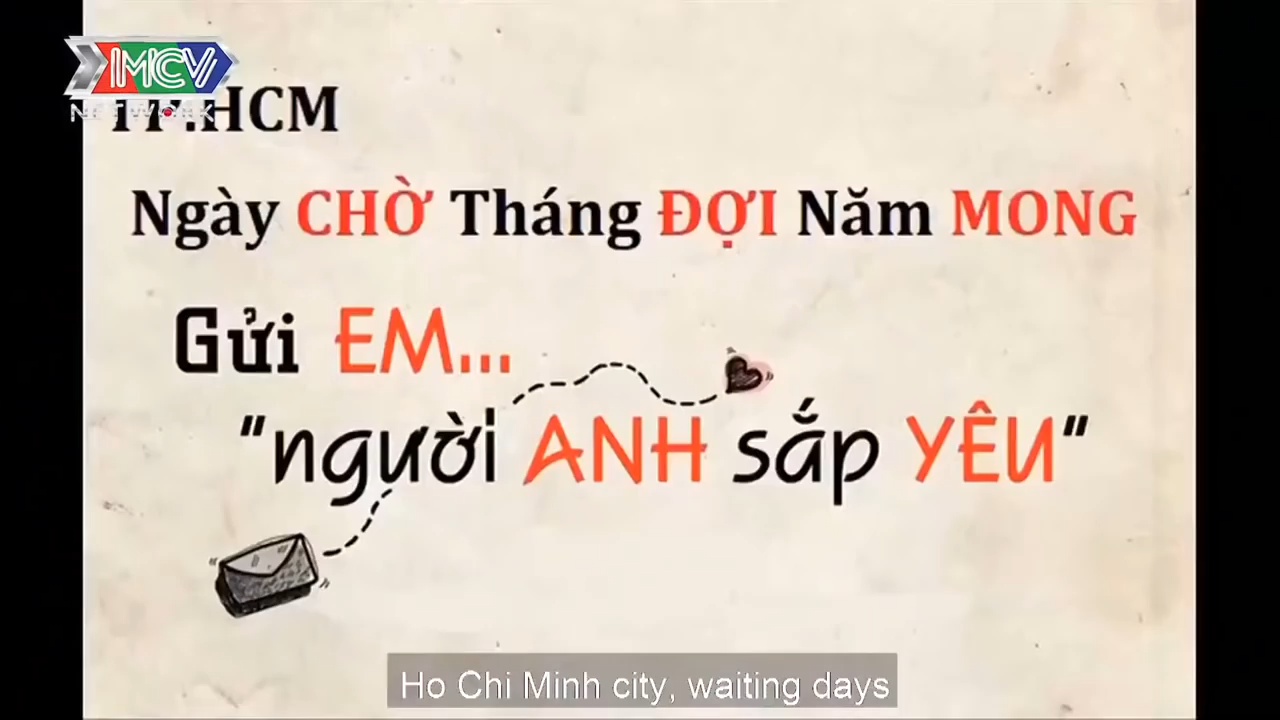 MCV
NETWORK
TP.HCM
Ngày CHỜ Tháng ĐỢI Năm MONG
Gửi EM...
"người ANH sắp YÊU"
Ho Chi Minh city, waiting days